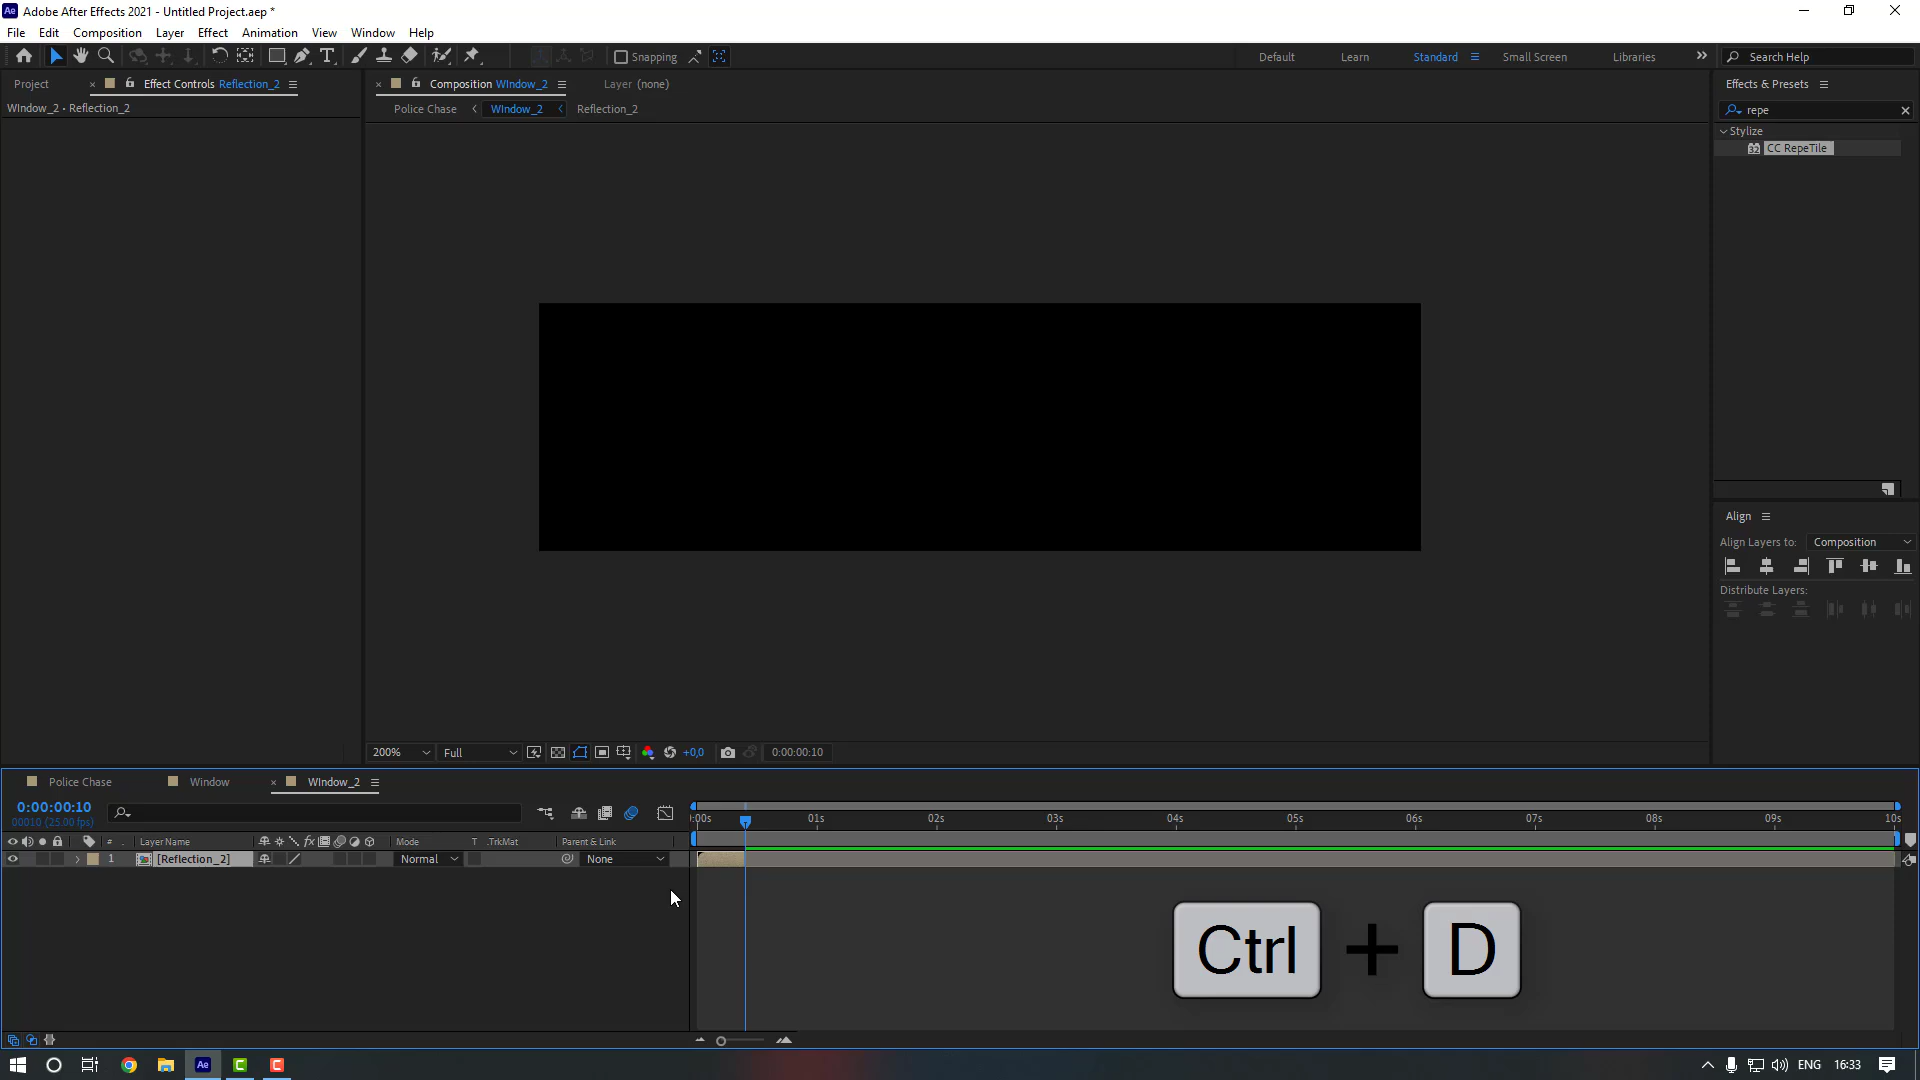 Ae Adobe After Effects 2021 - Untitled Project.aep *
File Edit Composition Layer Effect Animation View Window Help
Snapping Default Learn Standard Small Screen Libraries Search Help
Project Effect Controls Reflection_2 Composition WIndow_2 Layer (none) Effects & Presets
WIndow_2 • Reflection_2 Police Chase WIndow_2 Reflection_2 repe
Stylize
32 CC RepeTile
Align
Align Layers to: Composition
Distribute Layers:
200% Full +0,0 0:00:00:10
Police Chase Window WIndow_2
0:00:00:10
00010 (25.00 fps)
:00s 01s 02s 03s 04s 05s 06s 07s 08s 09s 10s
# Layer Name fx Mode T .TrkMat Parent & Link
1 [Reflection_2] Normal None
Ctrl + D
Ae C C ENG 16:33